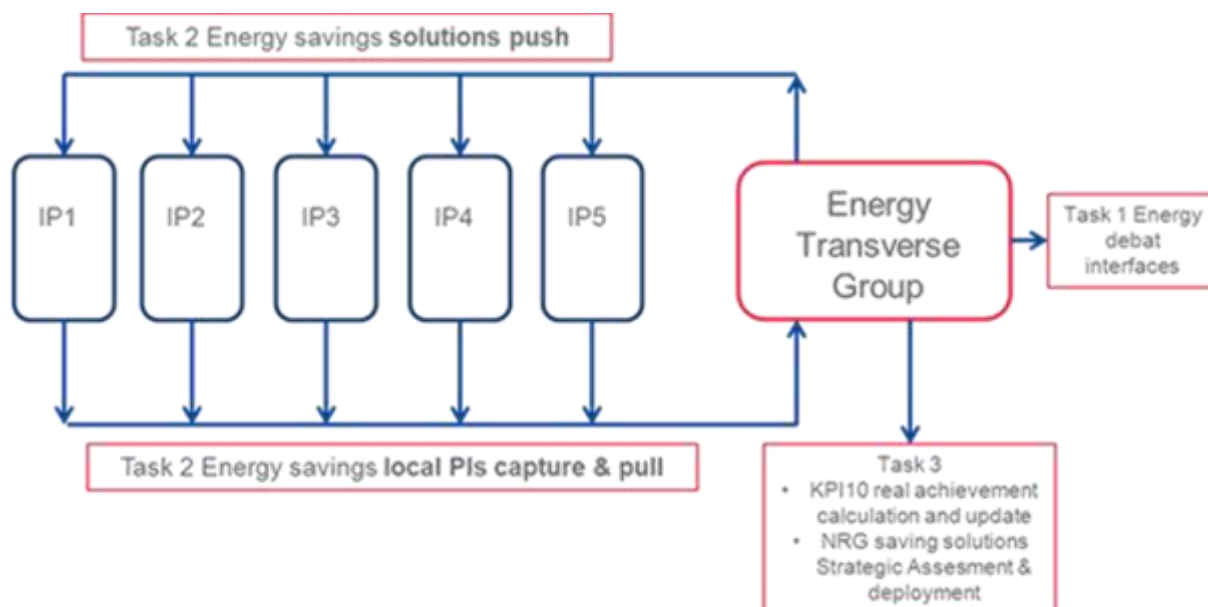 Task 2 Energy savings solutions push
IP1
IP2
IP3
IP4
IP5
Energy
Transverse
Group
Task 1 Energy
debat
interfaces
Task 2 Energy savings local PIs capture & pull
Task 3
• KPI10 real achievement
calculation and update
• NRG saving solutions
Strategic Assesment &
deployment